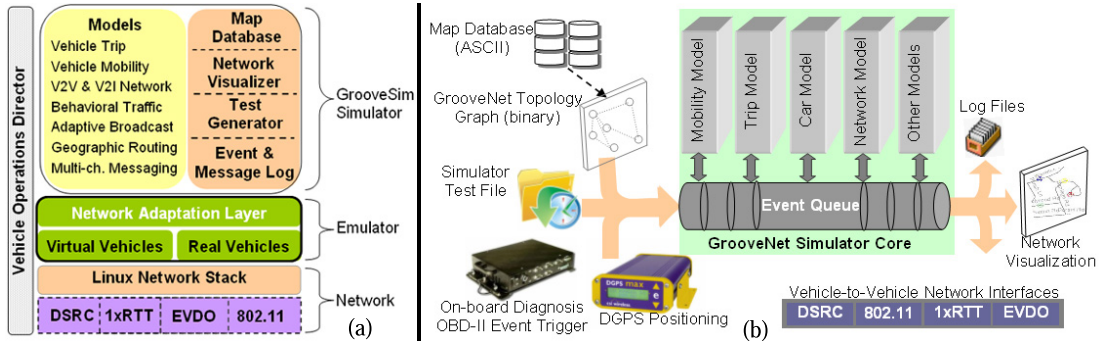 Vehicle Operations Director
Models
Vehicle Trip
Vehicle Mobility
V2V & V2I Network
Behavioral Traffic
Adaptive Broadcast
Geographic Routing
Multi-ch. Messaging
Map
Database
Network
Visualizer
Test
Generator
Event &
Message Log
GrooveSim
Simulator
Network Adaptation Layer
Virtual Vehicles
Real Vehicles
Emulator
Linux Network Stack
DSRC 1xRTT EVDO 802.11
Network
(a)
Map Database
(ASCII)
GrooveNet Topology
Graph (binary)
Simulator
Test File
On-board Diagnosis
OBD-II Event Trigger
DGPS max
e
csi wireless
DGPS Positioning
Mobility Model
Trip Model
Car Model
Network Model
Other Models
Event Queue
GrooveNet Simulator Core
Log Files
Network
Visualization
(b)
Vehicle-to-Vehicle Network Interfaces
DSRC 802.11 1xRTT EVDO